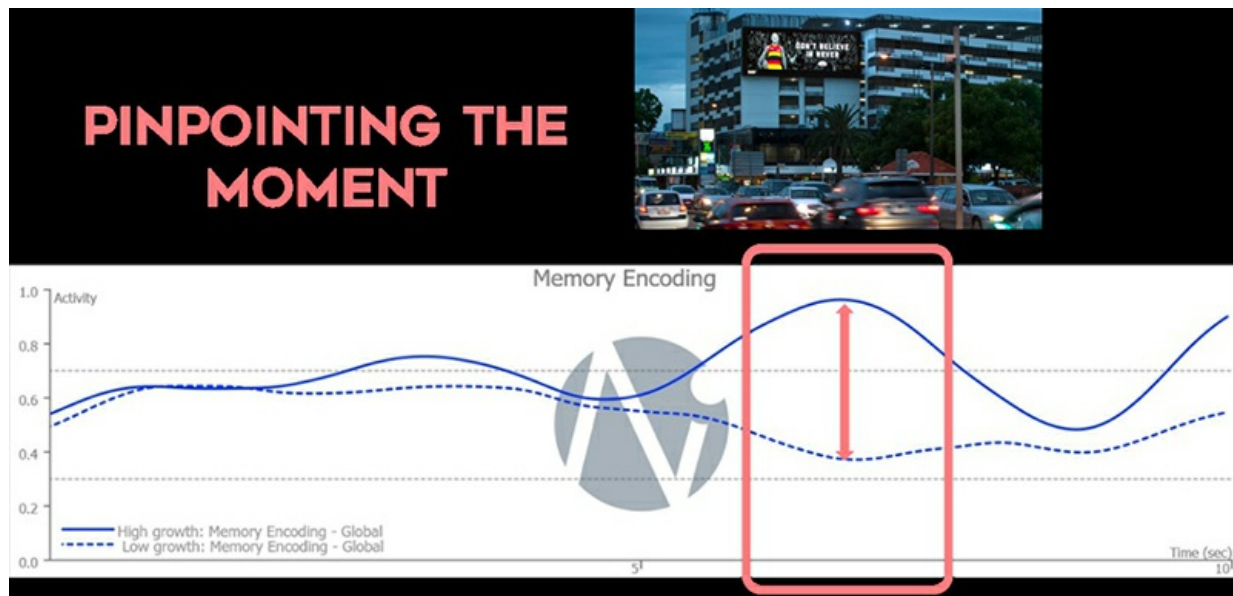 PINPOINTING THE
MOMENT
DON'T BELIEVE
IN NEVER
Memory Encoding
Activity
1.0
0.8
0.6
0.4
0.2
0.0
High growth: Memory Encoding - Global
Low growth: Memory Encoding - Global
Time (sec)
5
10